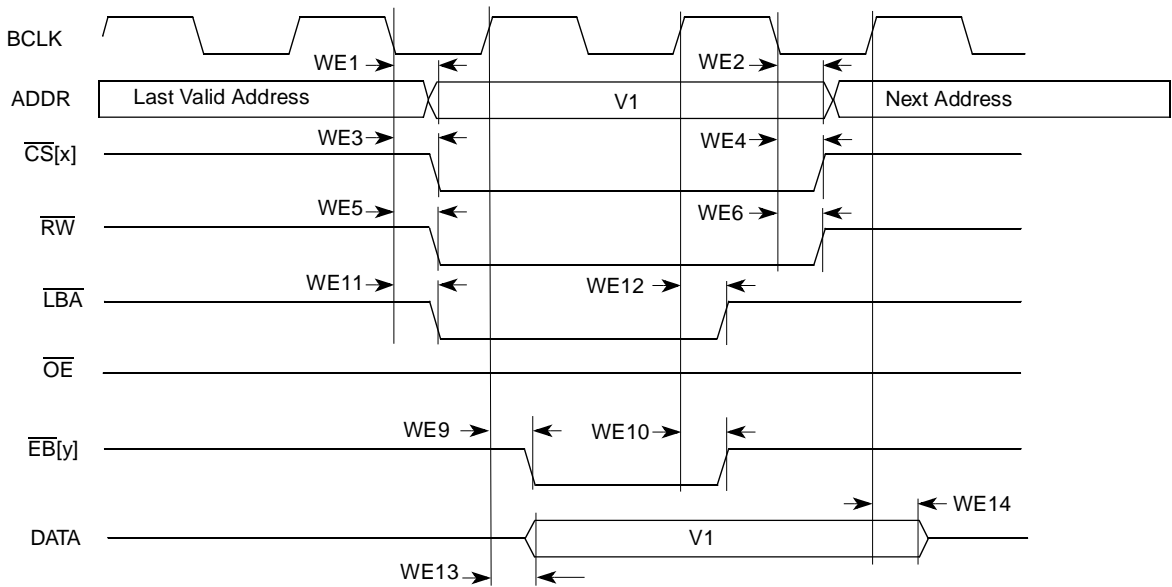 BCLK
WE1
WE2
ADDR
Last Valid Address
V1
Next Address
WE3
WE4
CS[x]
WE5
WE6
RW
WE11
WE12
LBA
OE
WE9
WE10
EB[y]
WE14
DATA
V1
WE13